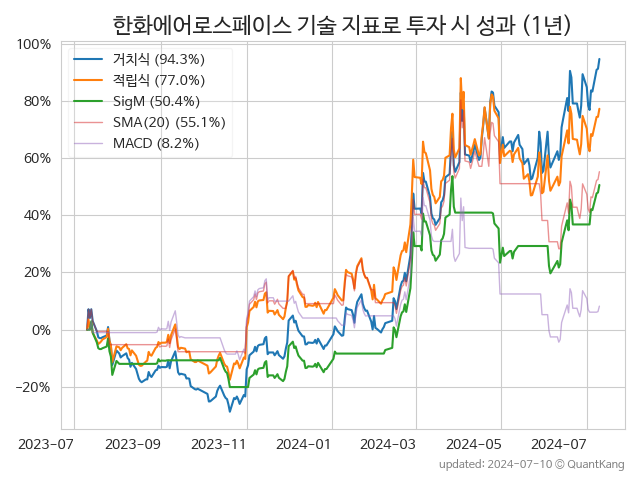 한화에어로스페이스 기술 지표로 투자 시 성과 (1년)
100%
80%
60%
40%
20%
0%
−20%
거치식 (94.3%)
적립식 (77.0%)
SigM (50.4%)
SMA(20) (55.1%)
MACD (8.2%)
2023-07
2023-09
2023-11
2024-01
2024-03
2024-05
2024-07
updated: 2024-07-10 © QuantKang